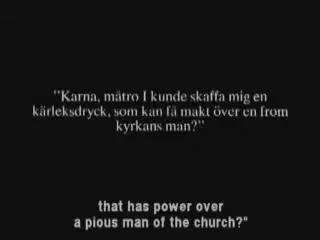 "Karna, måtro I kunde skaffa mig en
kärleksdryck, som kan få makt över en from
kyrkans man?"
that has power over
a pious man of the church?"